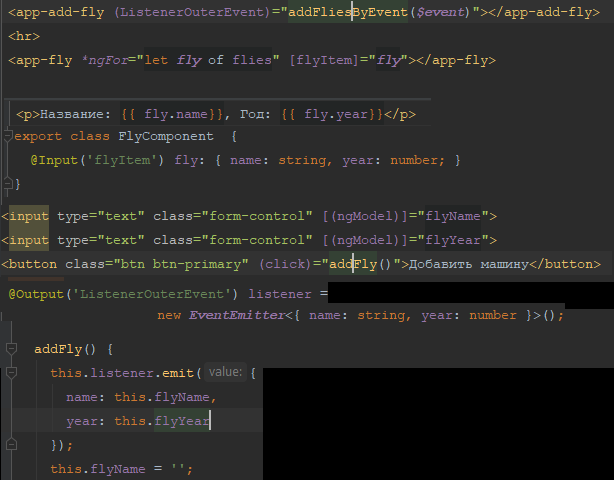 <app-add-fly (ListenerOuterEvent)="addFliesByEvent($event)"></app-add-fly>
<hr>
<app-fly *ngFor="let fly of flies" [flyItem]="fly"></app-fly>
<p>Название: {{ fly.name}}, Год: {{ fly.year}}</p>
export class FlyComponent {
@Input('flyItem') fly: { name: string, year: number; }
}
<input type="text" class="form-control" [(ngModel)]="flyName">
<input type="text" class="form-control" [(ngModel)]="flyYear">
<button class="btn btn-primary" (click)="addFly()">Добавить машину</button>
@Output('ListenerOuterEvent') listener =
new EventEmitter<{ name: string, year: number }>();
addFly() {
this.listener.emit( value: {
name: this.flyName,
year: this.flyYear
});
this.flyName = '';